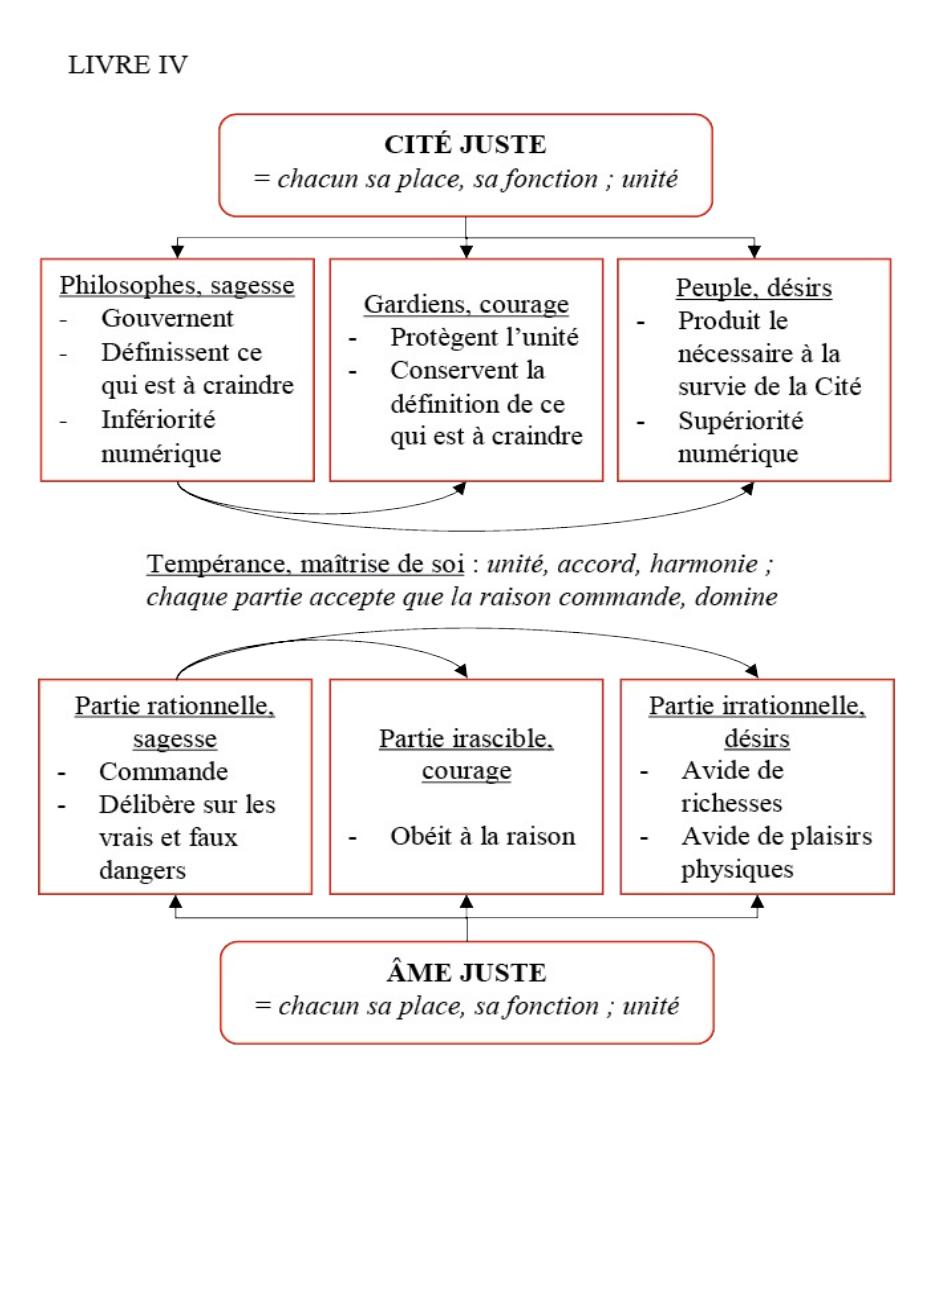 LIVRE IV
CITÉ JUSTE
= chacun sa place, sa fonction ; unité
Philosophes, sagesse
- Gouvernent
- Définissent ce
qui est à craindre
- Infériorité
numérique
Gardiens, courage
- Protègent l’unité
- Conservent la
définition de ce
qui est à craindre
Peuple, désirs
- Produit le
nécessaire à la
survie de la Cité
- Supériorité
numérique
Tempérance, maîtrise de soi : unité, accord, harmonie ;
chaque partie accepte que la raison commande, domine
Partie rationnelle,
sagesse
- Commande
- Délibère sur les
vrais et faux
dangers
Partie irascible,
courage
- Obéit à la raison
Partie irrationnelle,
désirs
- Avide de
richesses
- Avide de plaisirs
physiques
ÂME JUSTE
= chacun sa place, sa fonction ; unité